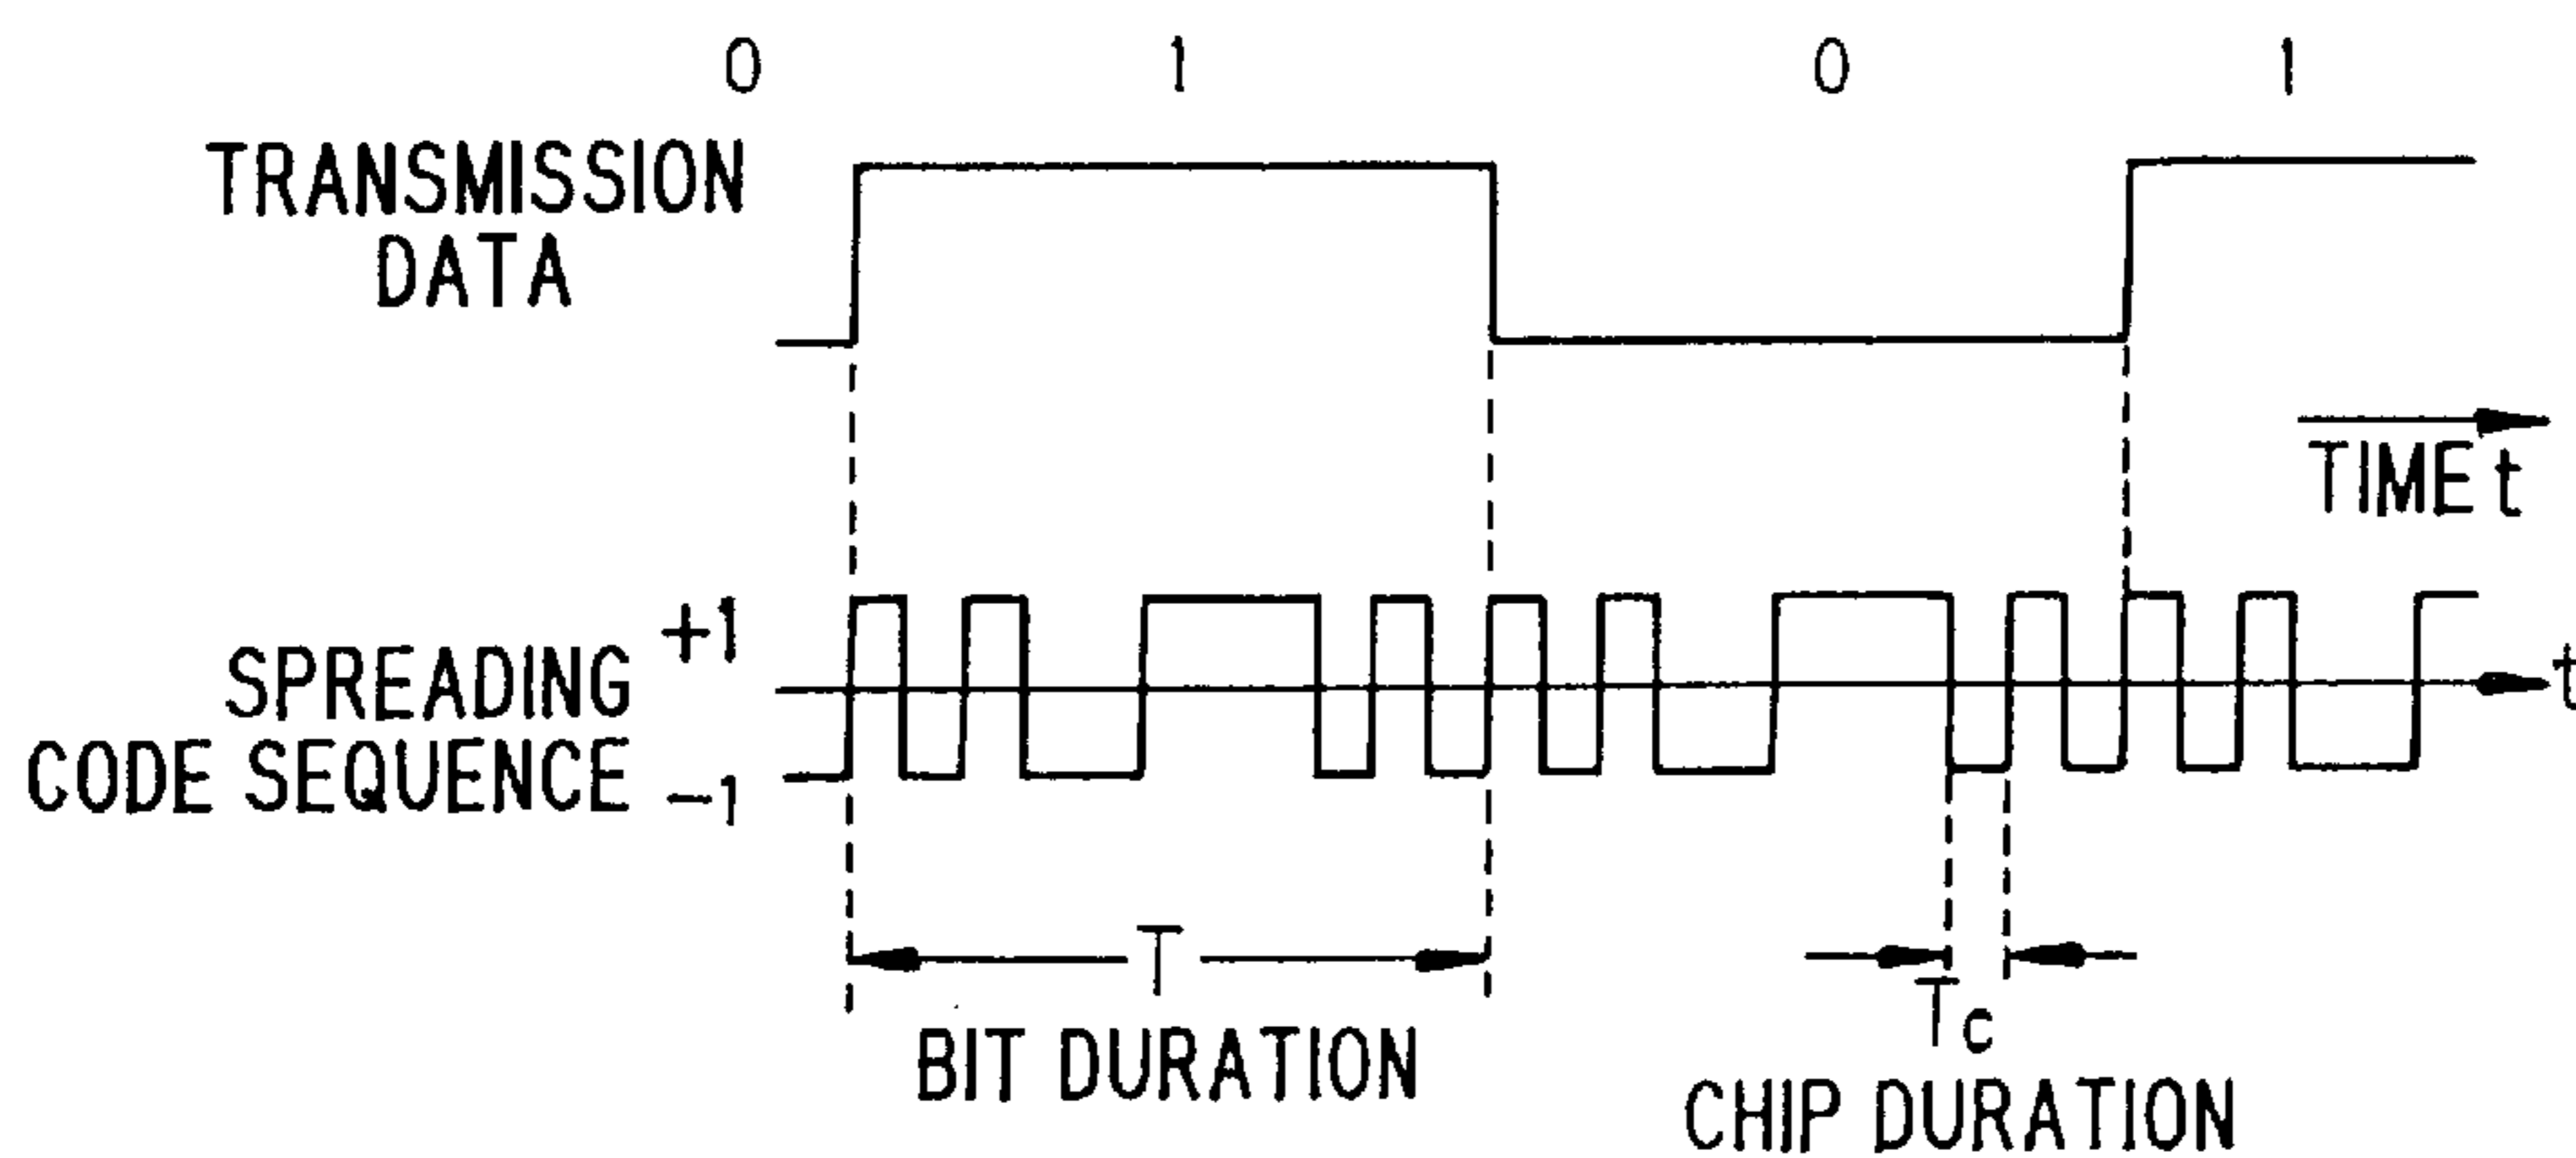 0 1 0 1
TRANSMISSION
DATA
TIME t
+1
SPREADING
CODE SEQUENCE
-1
t
T
BIT DURATION
Tc
CHIP DURATION